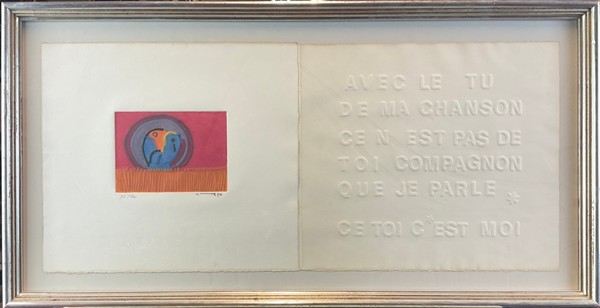 AVEC LE TU
DE MA CHANSON
CE N EST PAS DE
TOI COMPAGNON
QUE JE PARLE *
CE TOI C'EST MOI